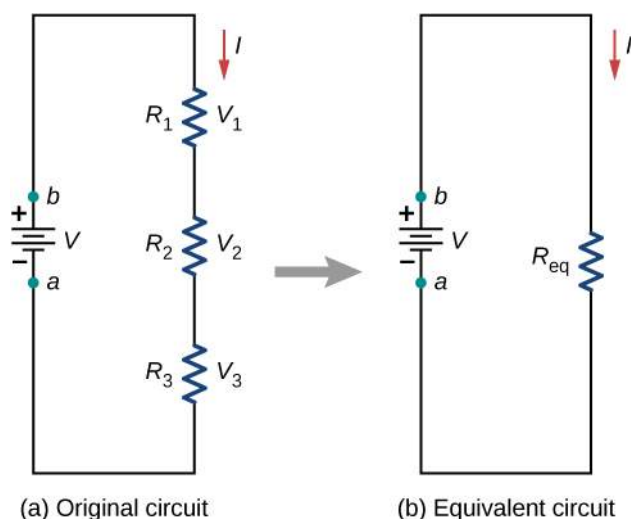 I
R1 V1
b
+
V
−
a
R2 V2
R3 V3
(a) Original circuit
I
b
+
V
−
a
Req
(b) Equivalent circuit